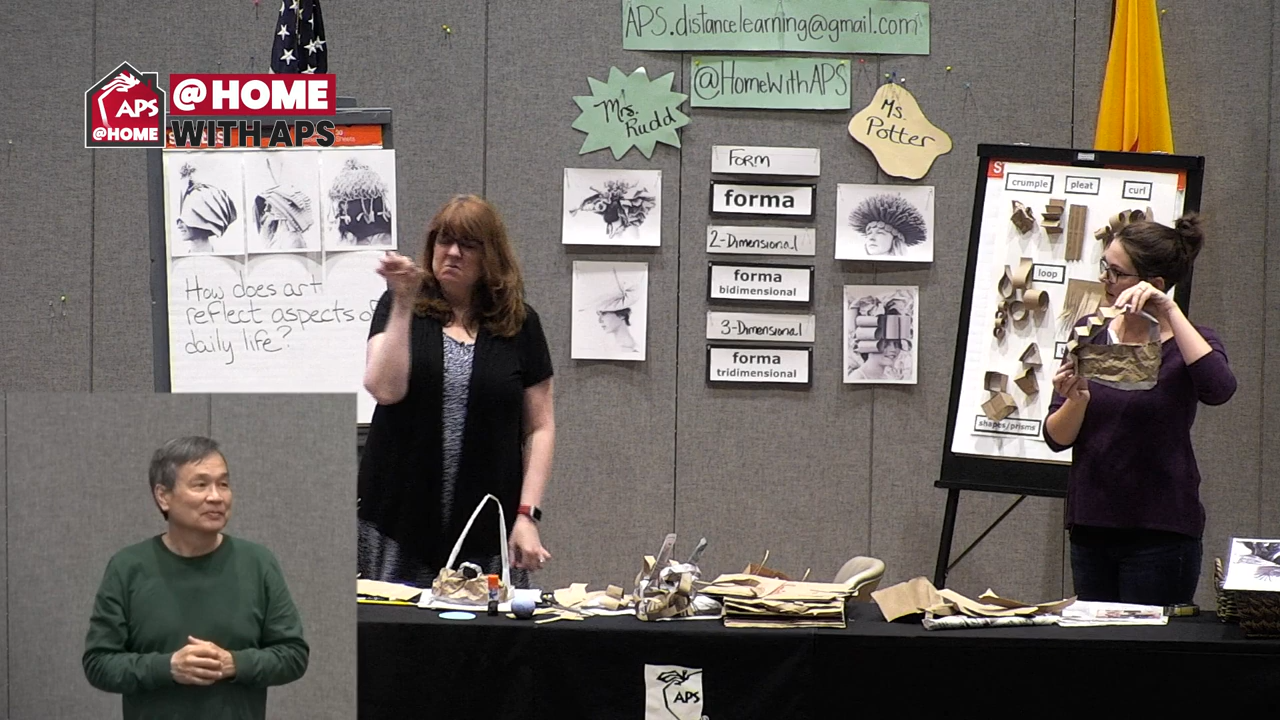 APS.distancelearning@gmail.com
@HomeWithAPS
APS
@HOME
@HOME
WITH APS
Mrs.
Rudd
Ms.
Potter
FORM
forma
2-Dimensional
forma
bidimensional
3-Dimensional
forma
tridimensional
How does art
reflect aspects of
daily life?
crumple
pleat
curl
loop
shapes/prisms
APS